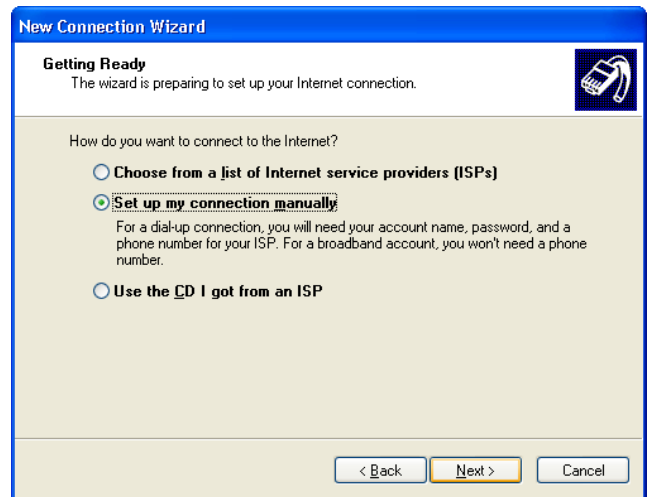 New Connection Wizard
Getting Ready
The wizard is preparing to set up your Internet connection.
How do you want to connect to the Internet?
Choose from a list of Internet service providers (ISPs)
Set up my connection manually
For a dial-up connection, you will need your account name, password, and a
phone number for your ISP. For a broadband account, you won't need a phone
number.
Use the CD I got from an ISP
< Back Next > Cancel